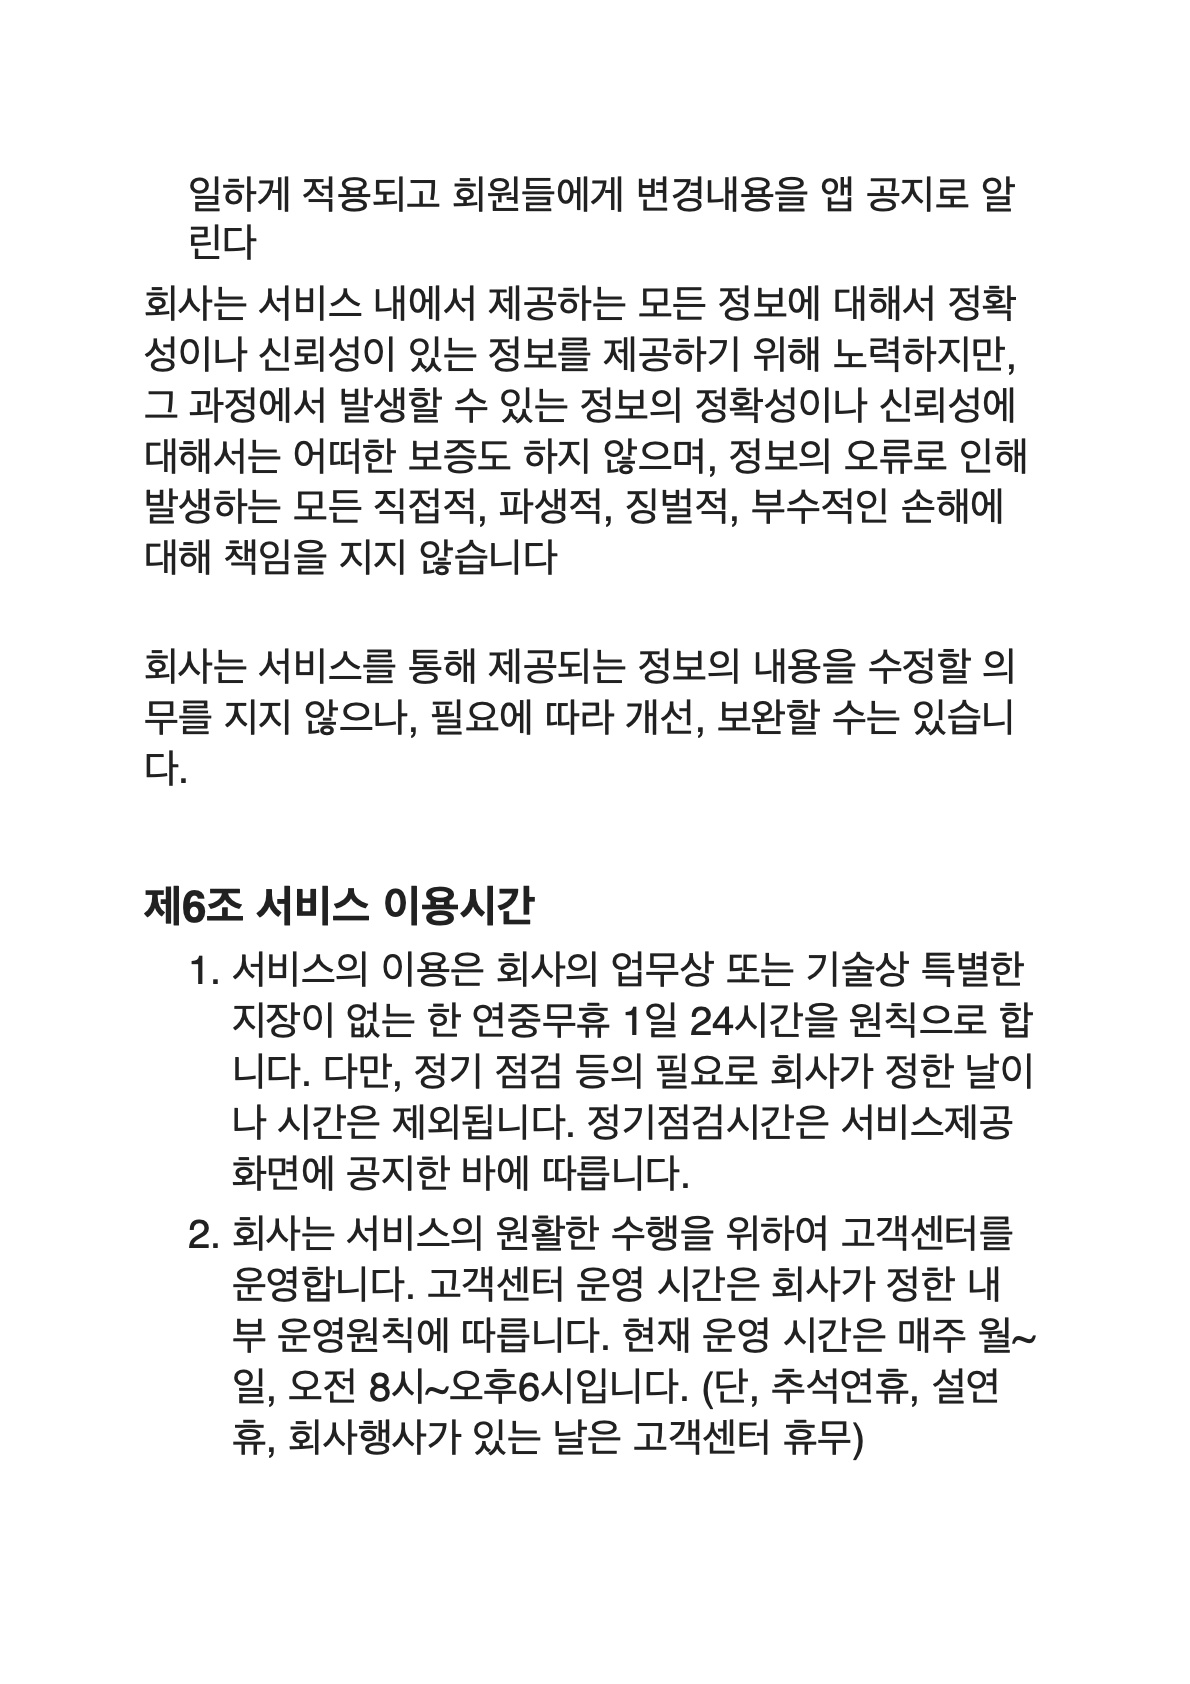 일하게 적용되고 회원들에게 변경내용을 앱 공지로 알
린다
회사는 서비스 내에서 제공하는 모든 정보에 대해서 정확
성이나 신뢰성이 있는 정보를 제공하기 위해 노력하지만,
그 과정에서 발생할 수 있는 정보의 정확성이나 신뢰성에
대해서는 어떠한 보증도 하지 않으며, 정보의 오류로 인해
발생하는 모든 직접적, 파생적, 징벌적, 부수적인 손해에
대해 책임을 지지 않습니다
회사는 서비스를 통해 제공되는 정보의 내용을 수정할 의
무를 지지 않으나, 필요에 따라 개선, 보완할 수는 있습니
다.
제6조 서비스 이용시간
1. 서비스의 이용은 회사의 업무상 또는 기술상 특별한
지장이 없는 한 연중무휴 1일 24시간을 원칙으로 합
니다. 다만, 정기 점검 등의 필요로 회사가 정한 날이
나 시간은 제외됩니다. 정기점검시간은 서비스제공
화면에 공지한 바에 따릅니다.
2. 회사는 서비스의 원활한 수행을 위하여 고객센터를
운영합니다. 고객센터 운영 시간은 회사가 정한 내
부 운영원칙에 따릅니다. 현재 운영 시간은 매주 월~
일, 오전 8시~오후6시입니다. (단, 추석연휴, 설연
휴, 회사행사가 있는 날은 고객센터 휴무)